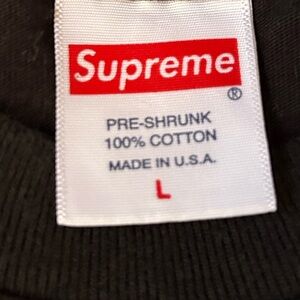 Supreme
®
PRE-SHRUNK
100% COTTON
MADE IN U.S.A.
L